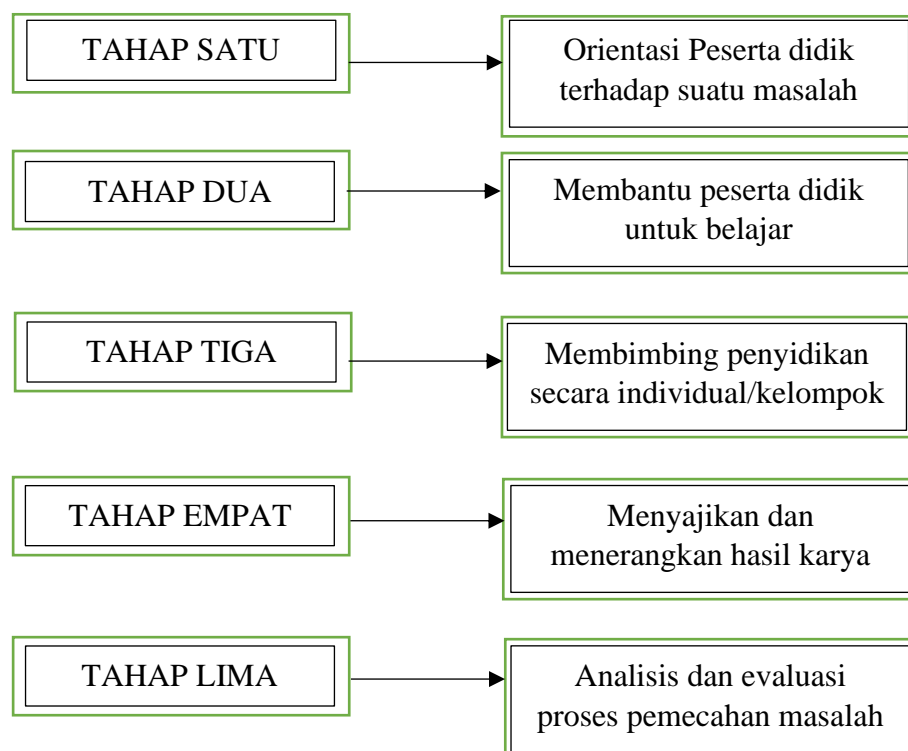 TAHAP SATU
Orientasi Peserta didik
terhadap suatu masalah
TAHAP DUA
Membantu peserta didik
untuk belajar
TAHAP TIGA
Membimbing penyidikan
secara individual/kelompok
TAHAP EMPAT
Menyajikan dan
menerangkan hasil karya
TAHAP LIMA
Analisis dan evaluasi
proses pemecahan masalah